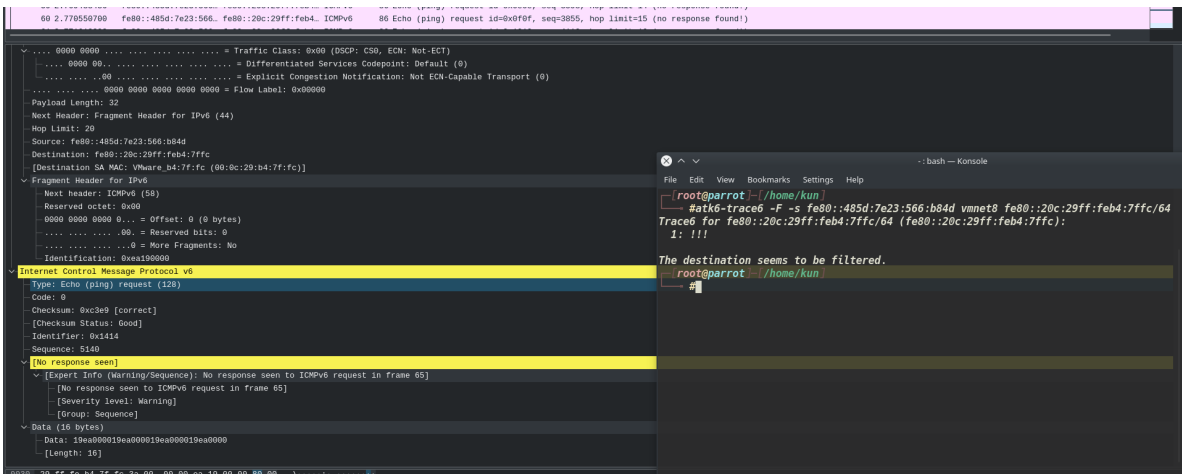 60 2.770550700 fe80::485d:7e23:566… fe80::20c:29ff:feb4… ICMPv6 86 Echo (ping) request id=0x0f0f, seq=3855, hop limit=15 (no response found!)
.... 0000 0000 .... .... .... .... .... = Traffic Class: 0x00 (DSCP: CS0, ECN: Not-ECT)
.... 0000 00.. .... .... .... .... .... = Differentiated Services Codepoint: Default (0)
.... .... ..00 .... .... .... .... .... = Explicit Congestion Notification: Not ECN-Capable Transport (0)
.... .... .... 0000 0000 0000 0000 0000 = Flow Label: 0x00000
Payload Length: 32
Next Header: Fragment Header for IPv6 (44)
Hop Limit: 20
Source: fe80::485d:7e23:566:b84d
Destination: fe80::20c:29ff:feb4:7ffc
[Destination SA MAC: VMware_b4:7f:fc (00:0c:29:b4:7f:fc)]
Fragment Header for IPv6
Next header: ICMPv6 (58)
Reserved octet: 0x00
0000 0000 0000 0... = Offset: 0 (0 bytes)
.... .... .... .00. = Reserved bits: 0
.... .... .... ...0 = More Fragments: No
Identification: 0xea190000
Internet Control Message Protocol v6
Type: Echo (ping) request (128)
Code: 0
Checksum: 0xc3e9 [correct]
[Checksum Status: Good]
Identifier: 0x1414
Sequence: 5140
[No response seen]
[Expert Info (Warning/Sequence): No response seen to ICMPv6 request in frame 65]
[No response seen to ICMPv6 request in frame 65]
[Severity level: Warning]
[Group: Sequence]
Data (16 bytes)
Data: 19ea000019ea000019ea000019ea0000
[Length: 16]
- : bash — Konsole
File Edit View Bookmarks Settings Help
[root@parrot]-[/home/kun]
#atk6-trace6 -F -s fe80::485d:7e23:566:b84d vmnet8 fe80::20c:29ff:feb4:7ffc/64
Trace6 for fe80::20c:29ff:feb4:7ffc/64 (fe80::20c:29ff:feb4:7ffc):
1: !!!
The destination seems to be filtered.
[root@parrot]-[/home/kun]
#